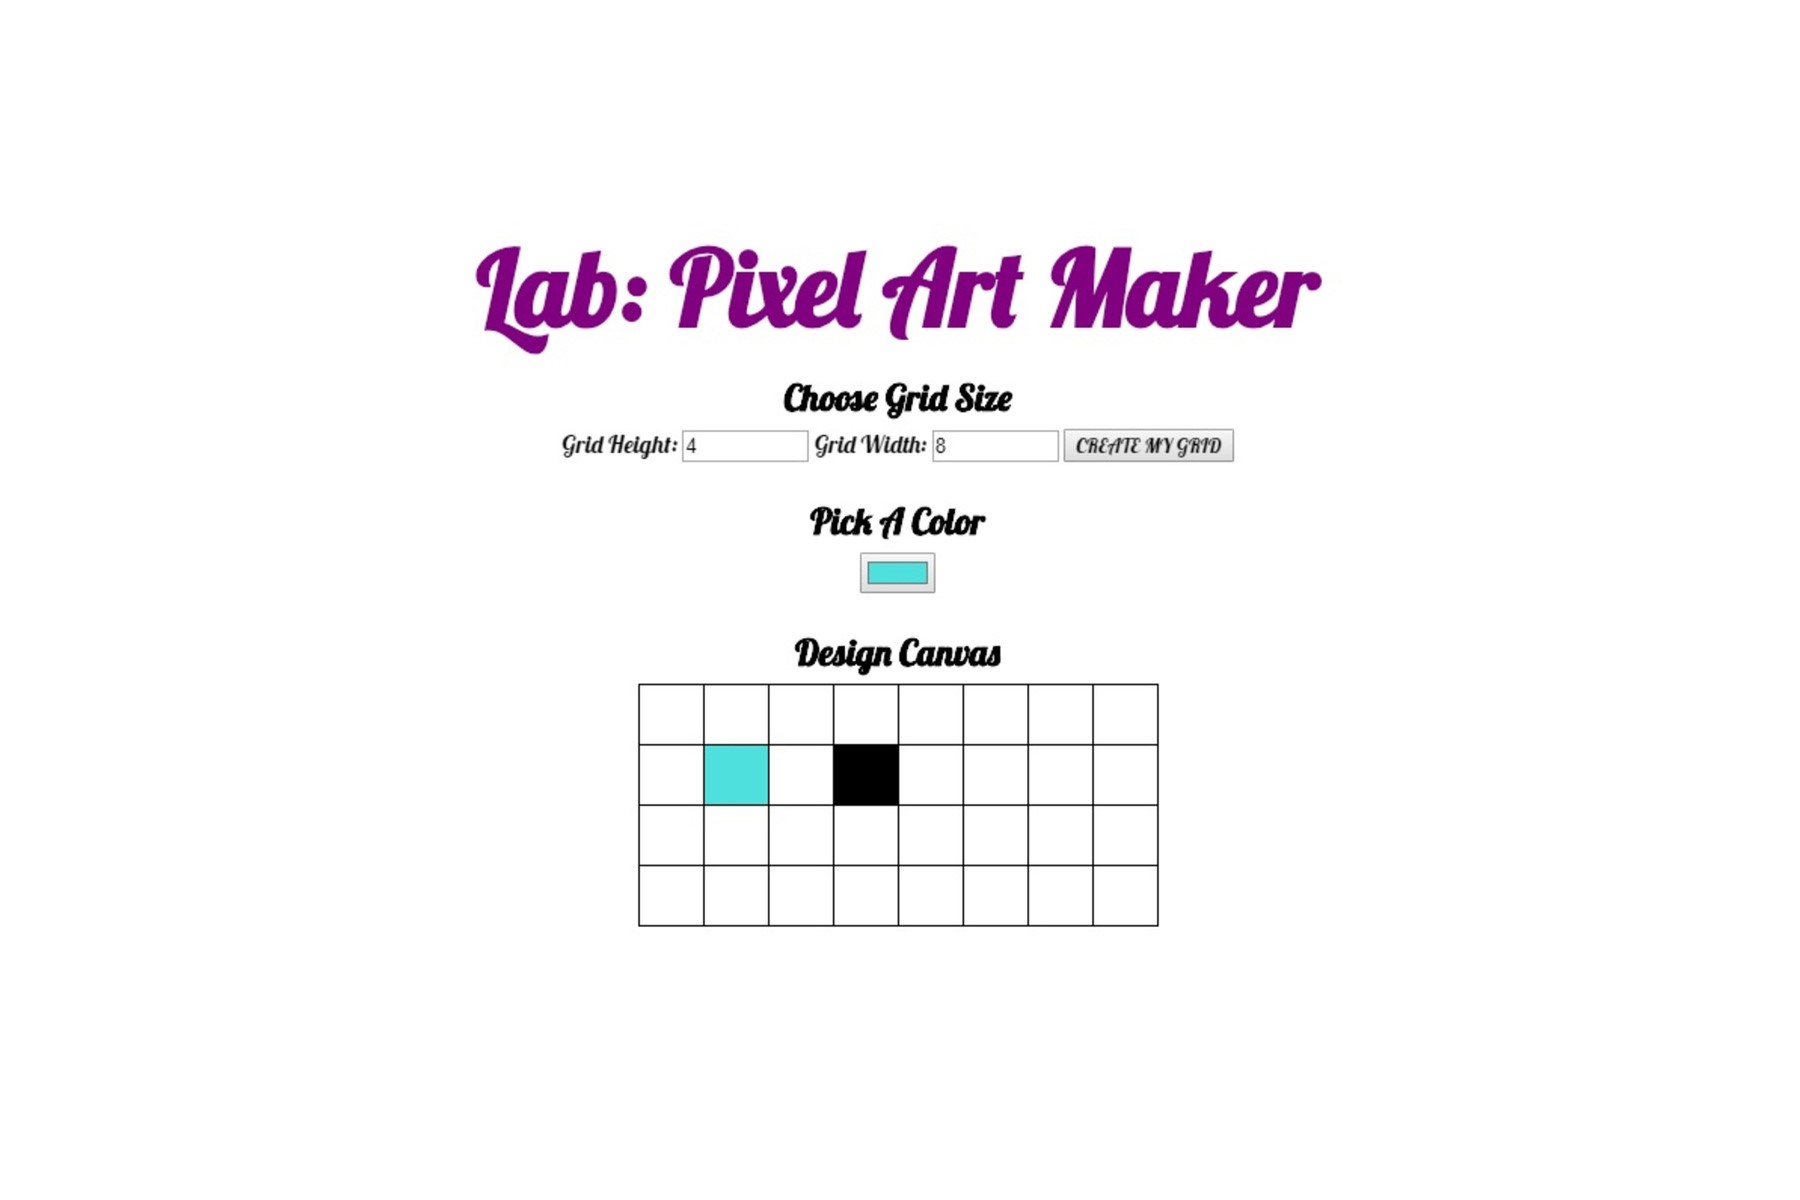 Lab: Pixel Art Maker
Choose Grid Size
Grid Height: 4 Grid Width: 8 CREATE MY GRID
Pick A Color
Design Canvas